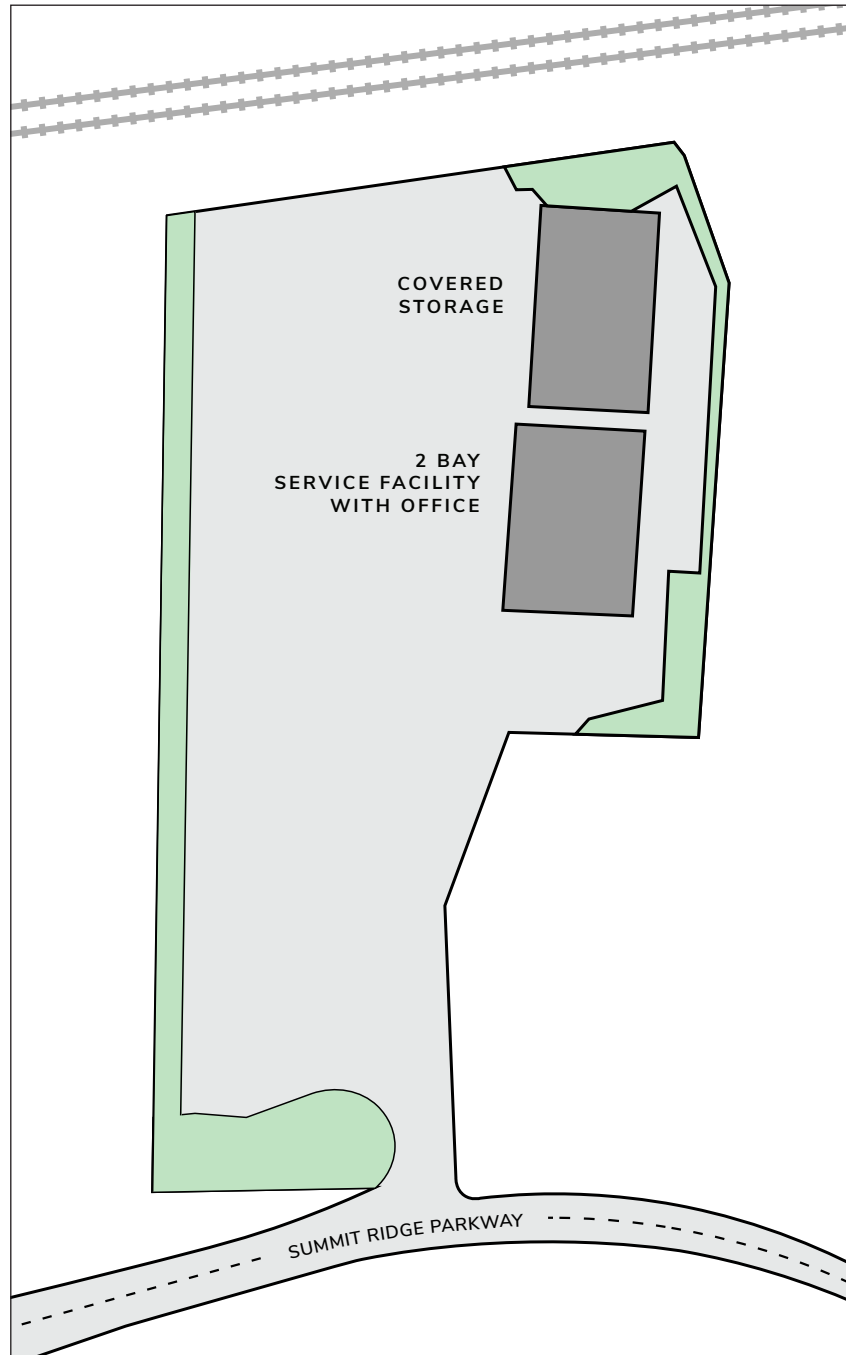 COVERED
STORAGE
2 BAY
SERVICE FACILITY
WITH OFFICE
SUMMIT RIDGE PARKWAY